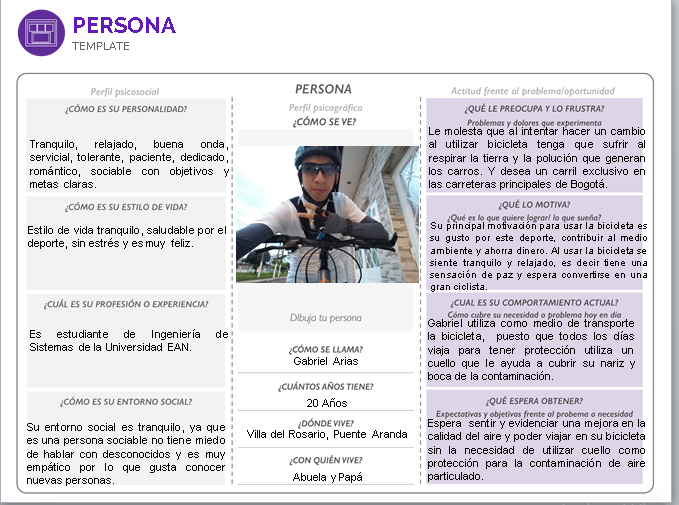 PERSONA
TEMPLATE
Perfil psicosocial
¿CÓMO ES SU PERSONALIDAD?
Tranquilo, relajado, buena onda,
servicial, tolerante, paciente, dedicado,
romántico, sociable con objetivos y
metas claras.
¿CÓMO ES SU ESTILO DE VIDA?
Estilo de vida tranquilo, saludable por el
deporte, sin estrés y es muy feliz.
¿CUÁL ES SU PROFESIÓN O EXPERIENCIA?
Es estudiante de Ingeniería de
Sistemas de la Universidad EAN.
¿CÓMO ES SU ENTORNO SOCIAL?
Su entorno social es tranquilo, ya que
es una persona sociable no tiene miedo
de hablar con desconocidos y es muy
empático por lo que gusta conocer
nuevas personas.
PERSONA
Perfil psicográfico
¿CÓMO SE VE?
Dibuja tu persona
¿CÓMO SE LLAMA?
Gabriel Arias
¿CUÁNTOS AÑOS TIENE?
20 Años
¿DÓNDE VIVE?
Villa del Rosario, Puente Aranda
¿CON QUIÉN VIVE?
Abuela y Papá
Actitud frente al problema/oportunidad
¿QUÉ LE PREOCUPA Y LO FRUSTRA?
Problemas y dolores que experimenta
Le molesta que al intentar hacer un cambio
al utilizar bicicleta tenga que sufrir al
respirar la tierra y la polución que generan
los carros. Y desea un carril exclusivo en
las carreteras principales de Bogotá.
¿QUÉ LO MOTIVA?
¿Qué es lo que quiere lograr/ lo que sueña?
Su principal motivación para usar la bicicleta es
su gusto por este deporte, contribuir al medio
ambiente y ahorra dinero. Al usar la bicicleta se
siente tranquilo y relajado, es decir tiene una
sensación de paz y espera convertirse en una
gran ciclista.
¿CUAL ES SU COMPORTAMIENTO ACTUAL?
Cómo cubre su necesidad o problema hoy en día
Gabriel utiliza como medio de transporte
la bicicleta, puesto que todos los días
viaja para tener protección utiliza un
cuello que le ayuda a cubrir su nariz y
boca de la contaminación.
¿QUÉ ESPERA OBTENER?
Expectativas y objetivos frente al probema o necesidad
Espera sentir y evidenciar una mejora en la
calidad del aire y poder viajar en su bicicleta
sin la necesidad de utilizar cuello como
protección para la contaminación de aire
particulado.